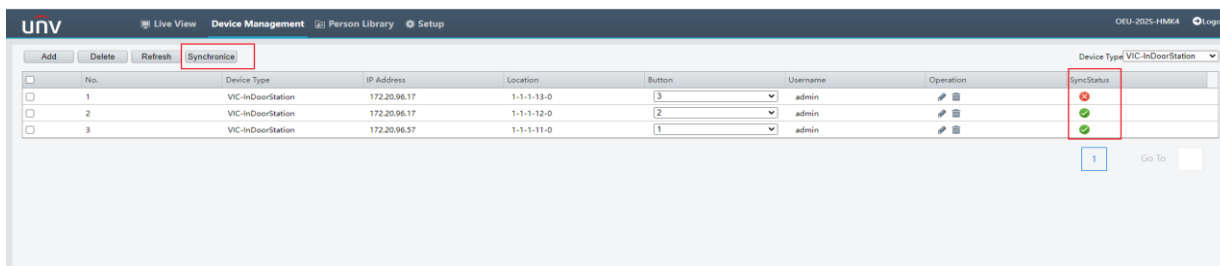 unv Live View Device Management Person Library Setup OEU-202S-HMK4 Logo
Add Delete Refresh Synchronice Device Type VIC-InDoorStation
No. Device Type IP Address Location Button Username Operation SyncStatus
1 VIC-InDoorStation 172.20.96.17 1-1-1-13-0 3 admin
2 VIC-InDoorStation 172.20.96.17 1-1-1-12-0 2 admin
3 VIC-InDoorStation 172.20.96.57 1-1-1-11-0 1 admin
1 Go To